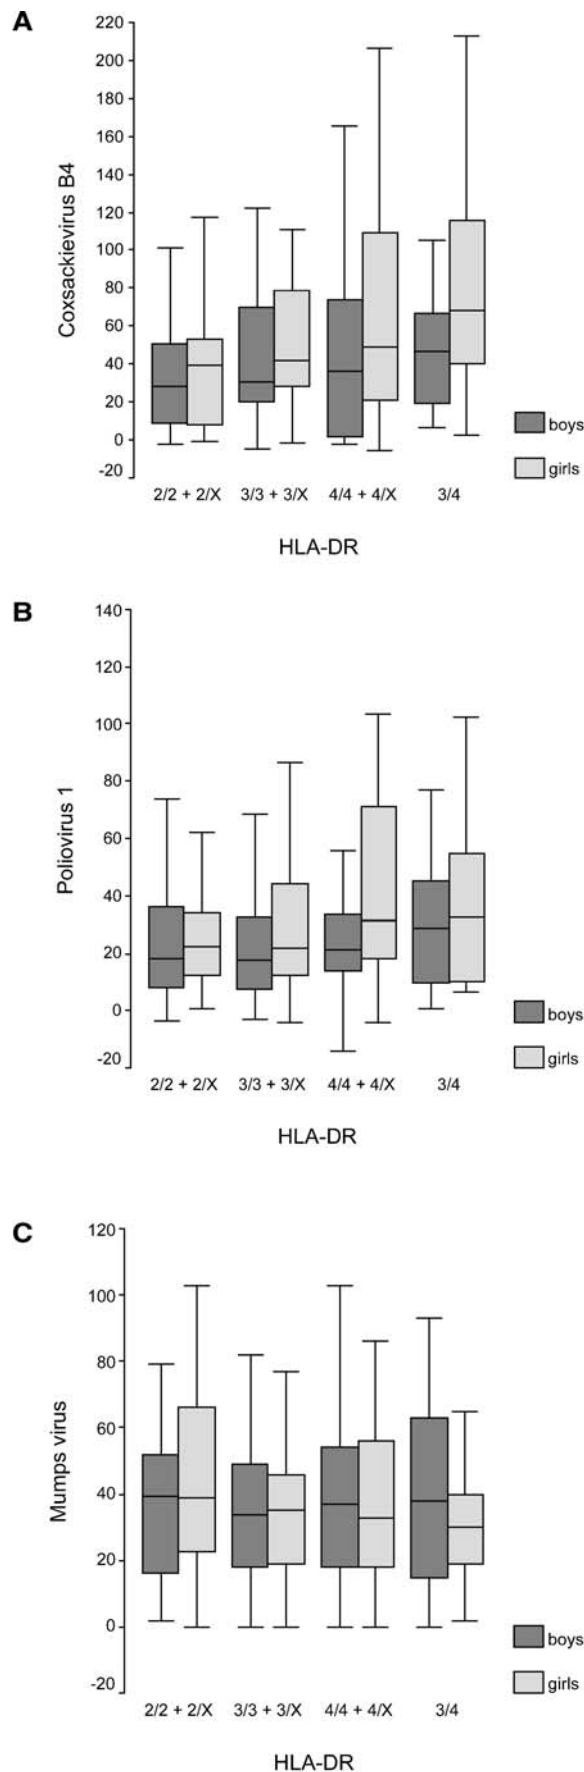 A
220
200
180
160
140
120
100
80
60
40
20
0
-20
Coxsackievirus B4
2/2 + 2/X 3/3 + 3/X 4/4 + 4/X 3/4
HLA-DR
boys
girls
B
140
120
100
80
60
40
20
0
-20
Poliovirus 1
2/2 + 2/X 3/3 + 3/X 4/4 + 4/X 3/4
HLA-DR
boys
girls
C
120
100
80
60
40
20
0
-20
Mumps virus
2/2 + 2/X 3/3 + 3/X 4/4 + 4/X 3/4
HLA-DR
boys
girls